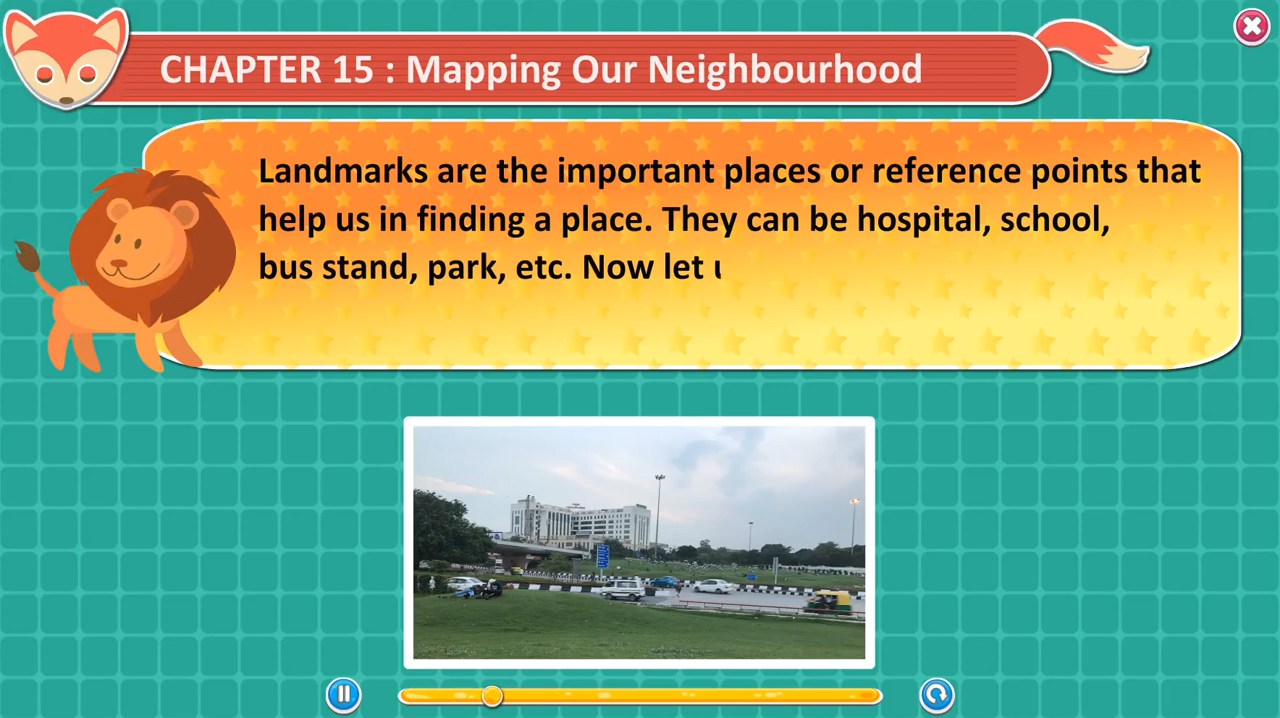 CHAPTER 15 : Mapping Our Neighbourhood
Landmarks are the important places or reference points that
help us in finding a place. They can be hospital, school,
bus stand, park, etc. Now let